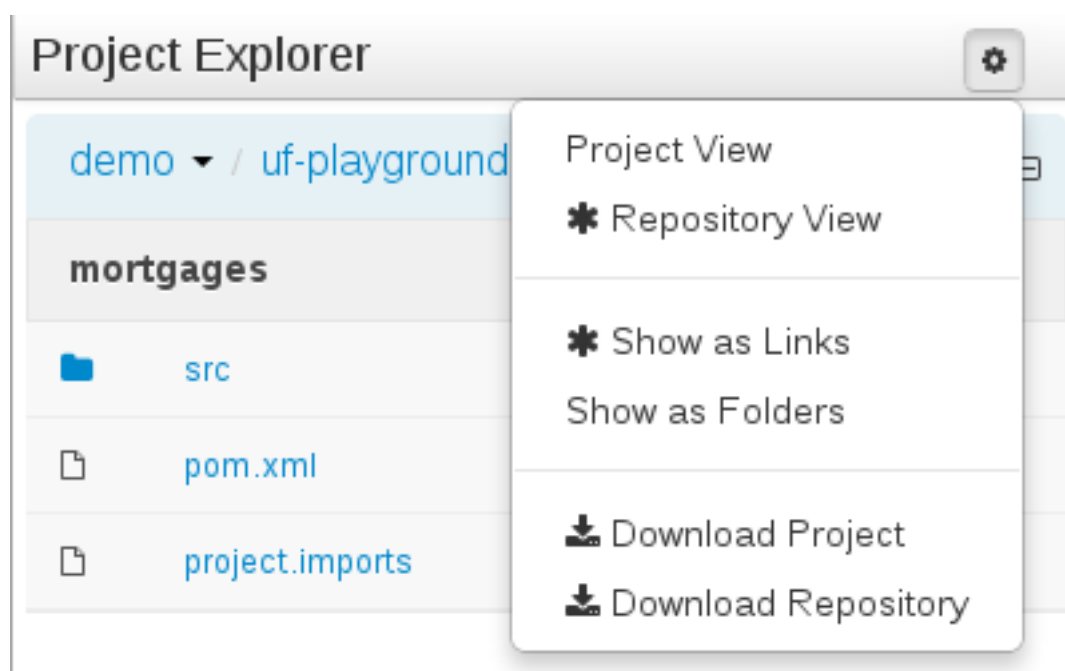 Project Explorer
demo / uf-playground
Project View
✱ Repository View
mortgages
✱ Show as Links
src
Show as Folders
pom.xml
Download Project
project.imports
Download Repository